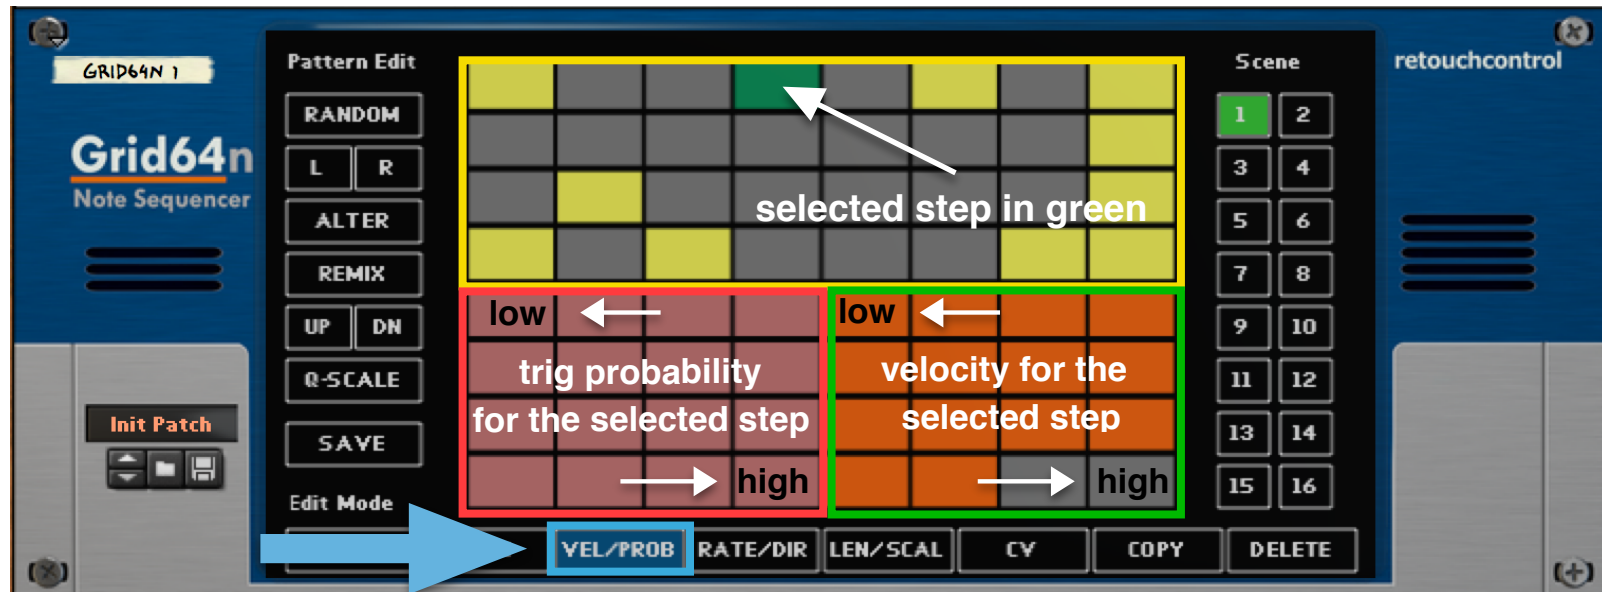 GRID64N 1
Grid64n
Note Sequencer
Init Patch
Pattern Edit
RANDOM
L R
ALTER
REMIX
UP DN
Q-SCALE
SAVE
Edit Mode
selected step in green
low
trig probability
for the selected step
high
low
velocity for the
selected step
high
VEL/PROB RATE/DIR LEN/SCAL CV COPY DELETE
Scene
1 2
3 4
5 6
7 8
9 10
11 12
13 14
15 16
retouchcontrol